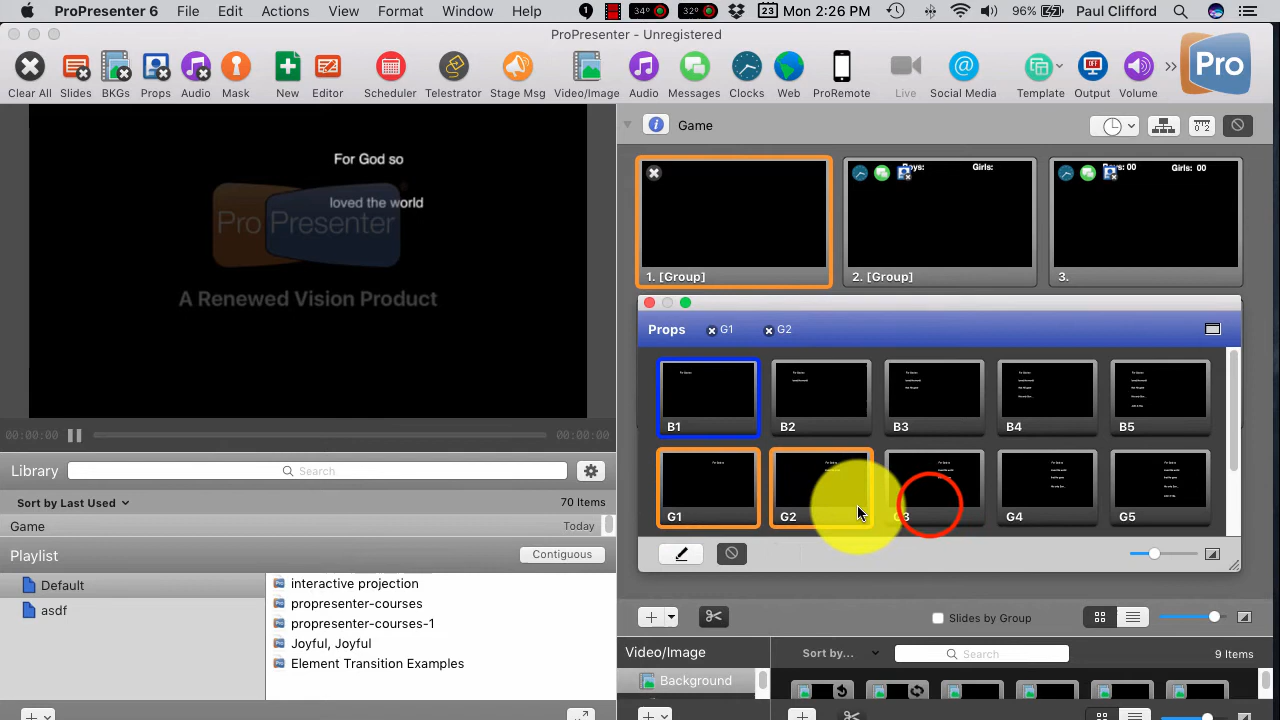 ProPresenter 6 File Edit Actions View Format Window Help 34° 32° 23 Mon 2:26 PM 96% Paul Clifford
ProPresenter - Unregistered
Clear All Slides BKGs Props Audio Mask New Editor Scheduler Telestrator Stage Msg Video/Image Audio Messages Clocks Web ProRemote Live Social Media Template Output Volume Pro
Game
For God so
loved the world
Pro Presenter
A Renewed Vision Product
Boys: Girls:
Boys: 00 Girls: 00
1. [Group] 2. [Group] 3.
Props G1 G2
B1 B2 B3 B4 B5
G1 G2 G3 G4 G5
00:00:00 00:00:00
Library Search
Sort by Last Used 70 Items
Game Today
Playlist Contiguous
Default
asdf
interactive projection
propresenter-courses
propresenter-courses-1
Joyful, Joyful
Element Transition Examples
Slides by Group
Video/Image Sort by... Search 9 Items
Background